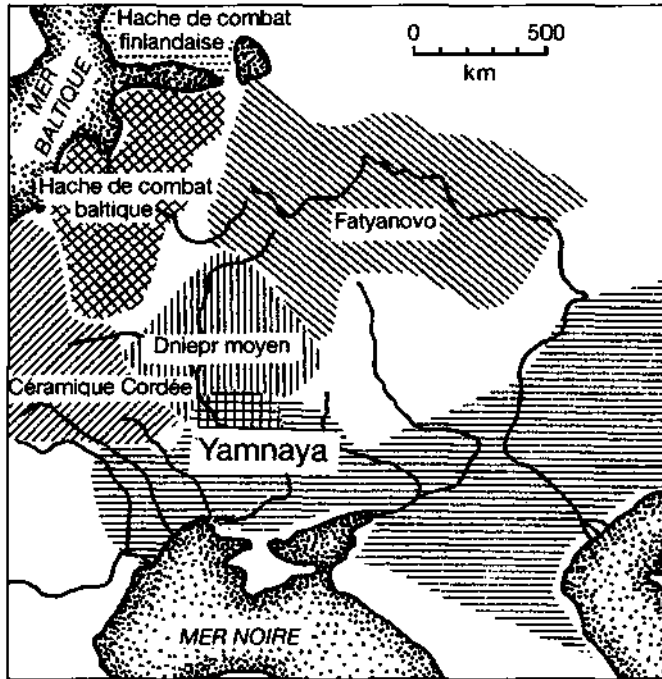 Hache de combat
finlandaise
0 500
km
MER
BALTIQUE
Hache de combat
baltique
Fatyanovo
Dniepr moyen
Céramique Cordée
Yamnaya
MER NOIRE